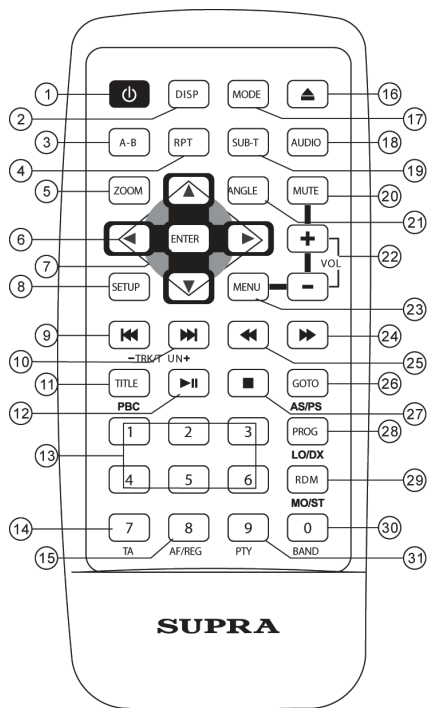 1 16
DISP MODE
2 17
3 A-B RPT SUB-T AUDIO 18
4 19
5 ZOOM ANGLE MUTE 20
21
6 ENTER + 22
7 VOL
8 SETUP MENU −
23
9 24
10 −TRK/T UN+ 25
11 TITLE GOTO 26
12 PBC AS/PS 27
1 2 3 PROG 28
13 LO/DX
4 5 6 RDM 29
MO/ST
14 7 8 9 0 30
15 TA AF/REG PTY BAND 31
SUPRA